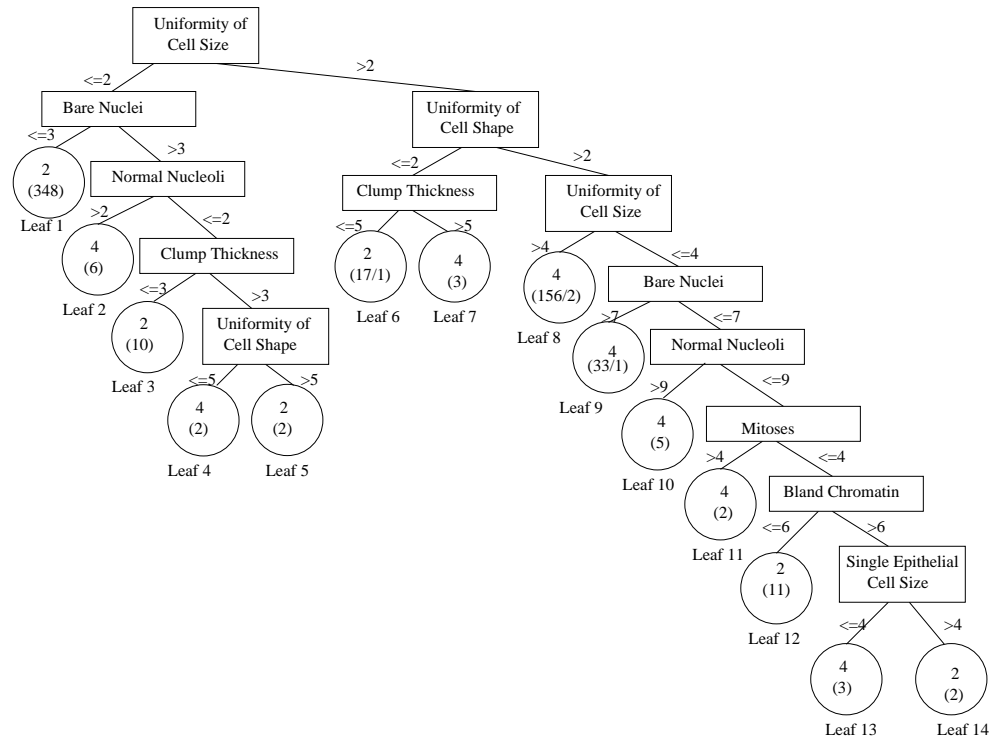 Uniformity of
Cell Size
<=2
>2
Bare Nuclei
Uniformity of
Cell Shape
<=3
>3
<=2
>2
2
(348)
Leaf 1
Normal Nucleoli
Clump Thickness
Uniformity of
Cell Size
>2
<=2
<=5
>5
>4
<=4
4
(6)
Leaf 2
Clump Thickness
2
(17/1)
Leaf 6
4
(3)
Leaf 7
4
(156/2)
Leaf 8
Bare Nuclei
<=3
>3
>7
<=7
2
(10)
Leaf 3
Uniformity of
Cell Shape
4
(33/1)
Leaf 9
Normal Nucleoli
<=5
>5
>9
<=9
4
(2)
Leaf 4
2
(2)
Leaf 5
4
(5)
Leaf 10
Mitoses
>4
<=4
4
(2)
Leaf 11
Bland Chromatin
<=6
>6
2
(11)
Leaf 12
Single Epithelial
Cell Size
<=4
>4
4
(3)
Leaf 13
2
(2)
Leaf 14